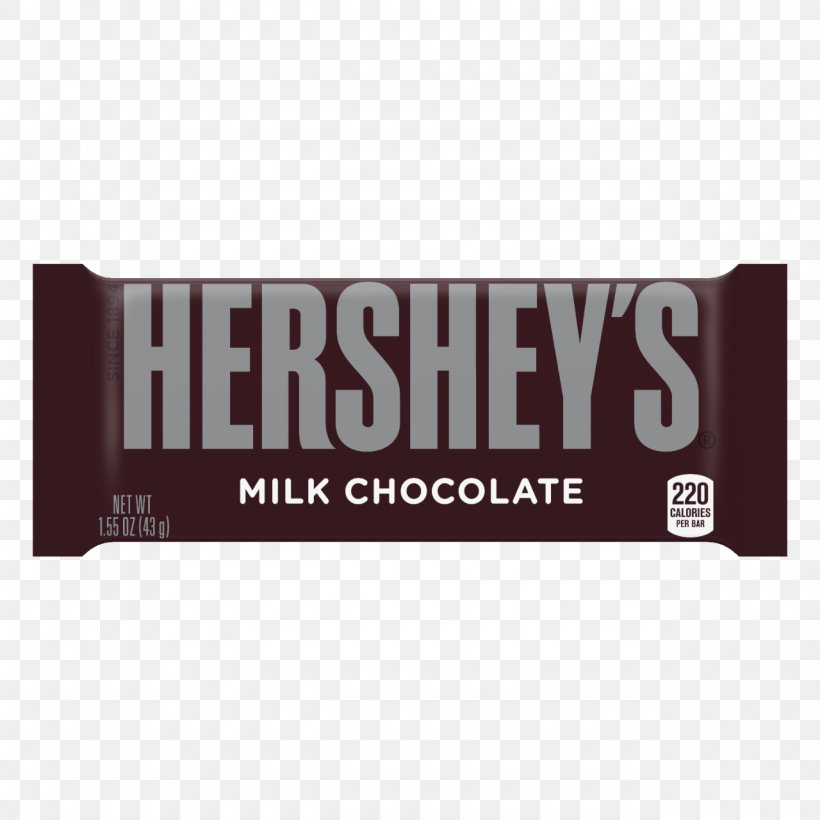 SINCE 1894
HERSHEY'S®
MILK CHOCOLATE
NET WT
1.55 OZ (43 g)
220
CALORIES
PER BAR